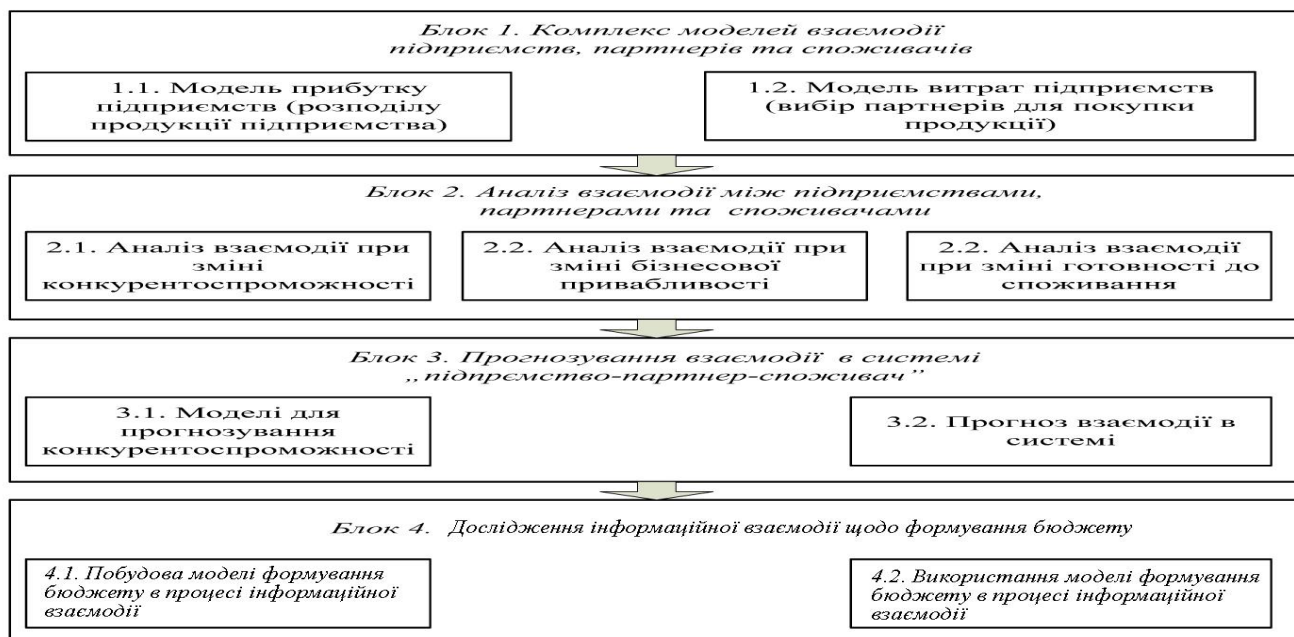 Блок 1. Комплекс моделей взаємодії
підприємств, партнерів та споживачів
1.1. Модель прибутку
підприємств (розподілу
продукції підприємства)
1.2. Модель витрат підприємств
(вибір партнерів для покупки
продукції)
Блок 2. Аналіз взаємодії між підприємствами,
партнерами та споживачами
2.1. Аналіз взаємодії при
зміні
конкурентоспроможності
2.2. Аналіз взаємодії при
зміні бізнесової
привабливості
2.2. Аналіз взаємодії
при зміні готовності до
споживання
Блок 3. Прогнозування взаємодії в системі
„підпрємство-партнер-споживач”
3.1. Моделі для
прогнозування
конкурентоспроможності
3.2. Прогноз взаємодії в
системі
Блок 4. Дослідження інформаційної взаємодії щодо формування бюджету
4.1. Побудова моделі формування
бюджету в процесі інформаційної
взаємодії
4.2. Використання моделі формування
бюджету в процесі інформаційної
взаємодії